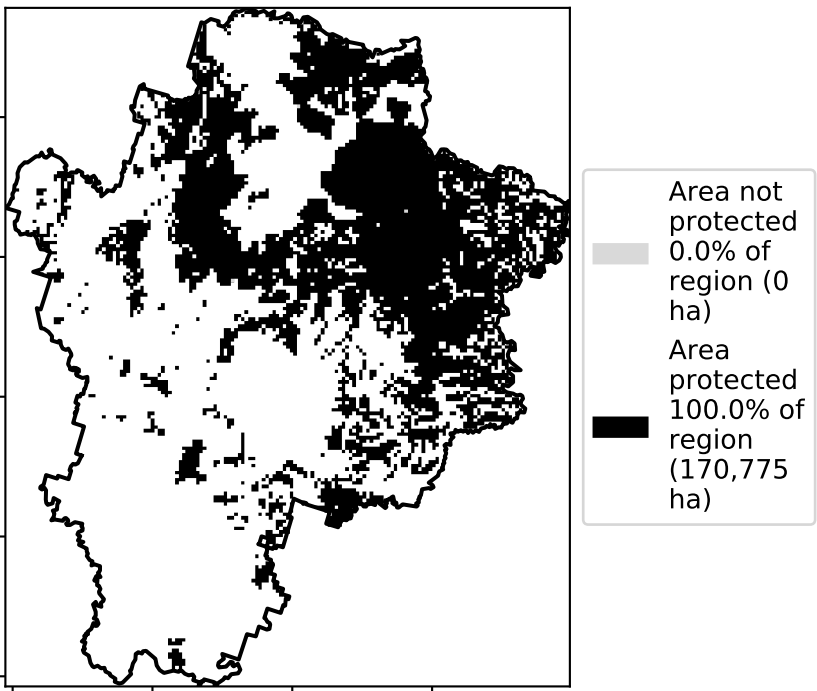 Area not
protected
0.0% of
region (0
ha)
Area
protected
100.0% of
region
(170,775
ha)